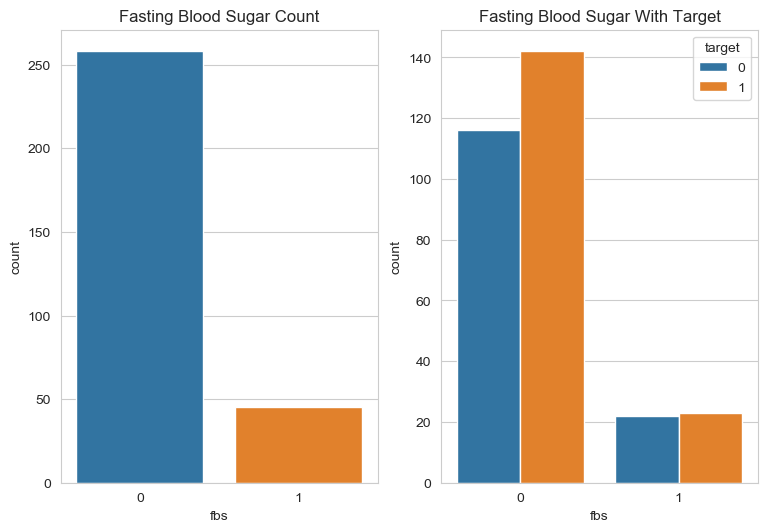 Fasting Blood Sugar Count
250
200
150
100
50
0
count
0 1
fbs
Fasting Blood Sugar With Target
target
0
1
140
120
100
80
60
40
20
0
count
0 1
fbs